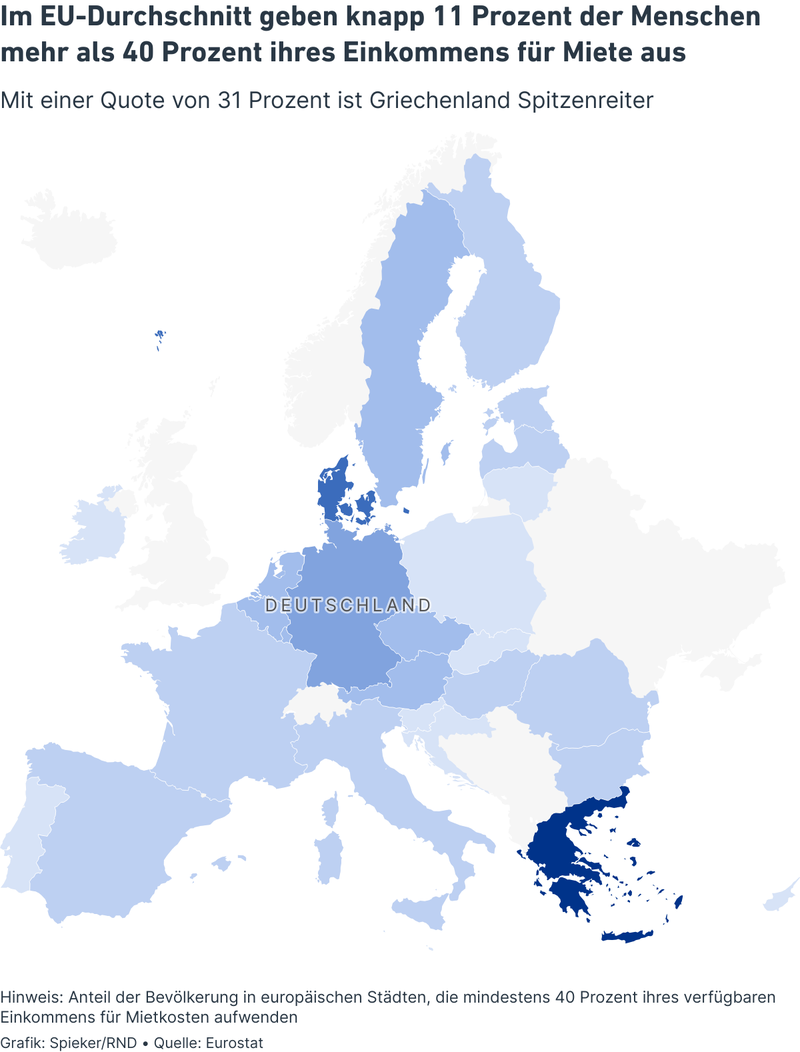 Im EU-Durchschnitt geben knapp 11 Prozent der Menschen
mehr als 40 Prozent ihres Einkommens für Miete aus
Mit einer Quote von 31 Prozent ist Griechenland Spitzenreiter
DEUTSCHLAND
Hinweis: Anteil der Bevölkerung in europäischen Städten, die mindestens 40 Prozent ihres verfügbaren
Einkommens für Mietkosten aufwenden
Grafik: Spieker/RND • Quelle: Eurostat